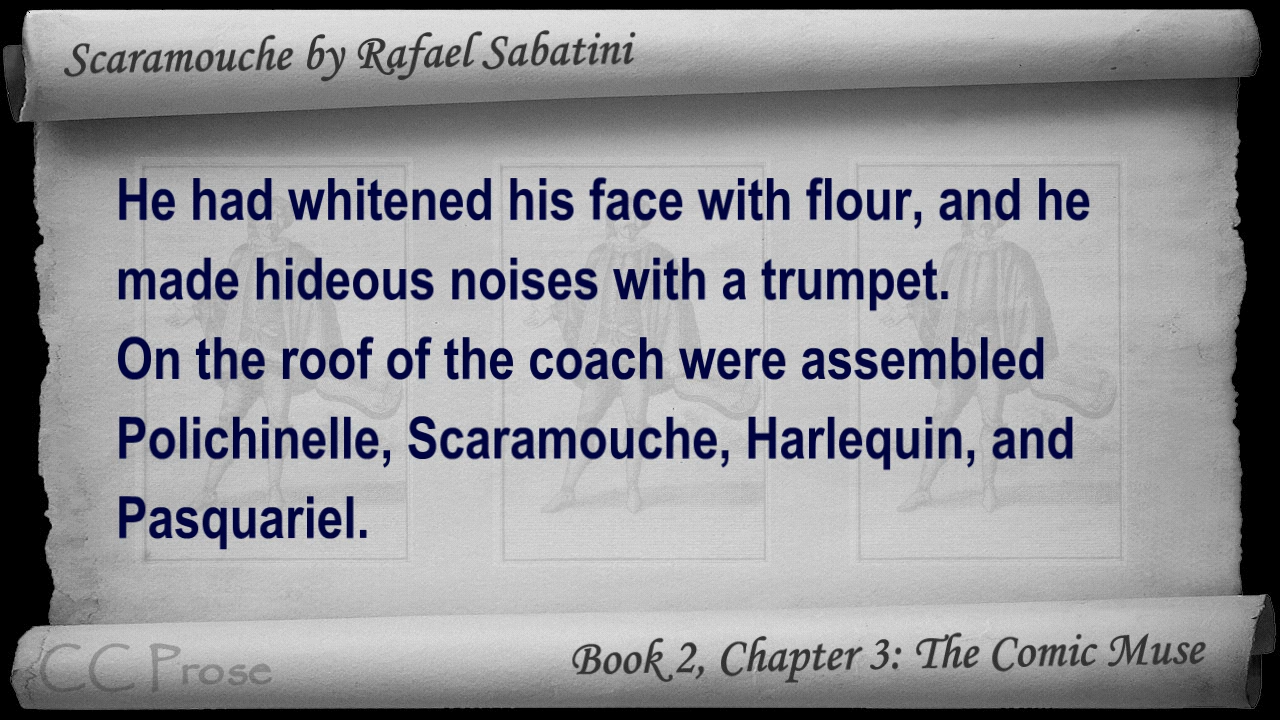 Scaramouche by Rafael Sabatini
He had whitened his face with flour, and he
made hideous noises with a trumpet.
On the roof of the coach were assembled
Polichinelle, Scaramouche, Harlequin, and
Pasquariel.
CC Prose
Book 2, Chapter 3: The Comic Muse